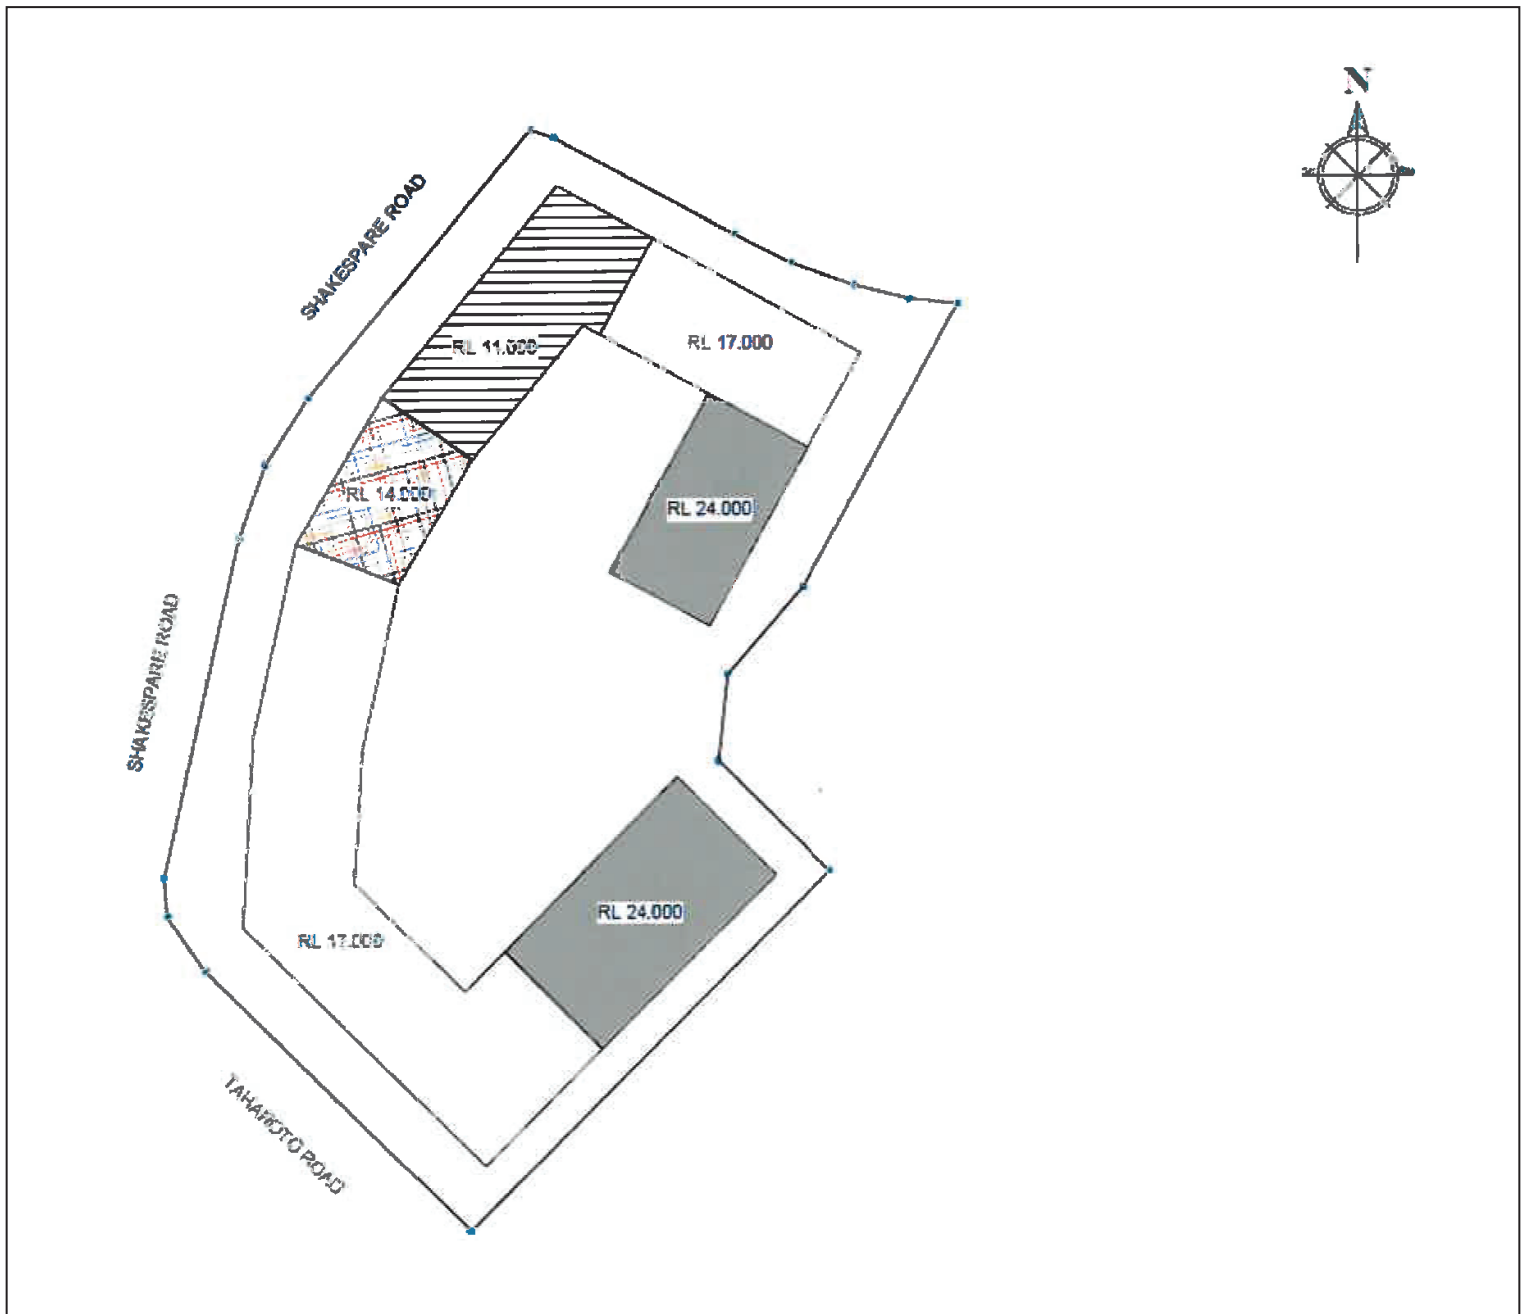 N
SHAKESPARE ROAD
RL 11.000
RL 17.000
RL 14.000
RL 24.000
SHAKESPARE ROAD
RL 24.000
RL 17.000
TAHAROTO ROAD